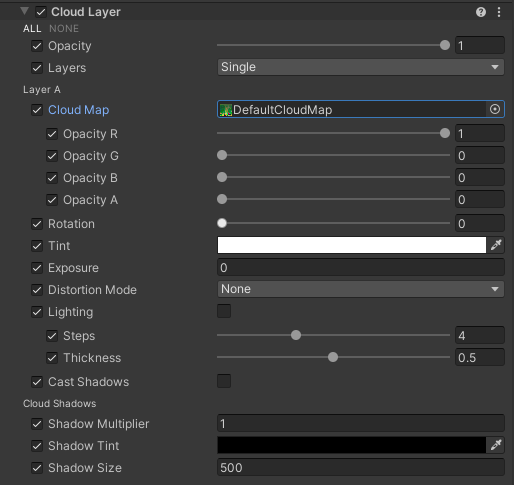 Cloud Layer
ALL NONE
Opacity 1
Layers Single
Layer A
Cloud Map DefaultCloudMap
Opacity R 1
Opacity G 0
Opacity B 0
Opacity A 0
Rotation 0
Tint
Exposure 0
Distortion Mode None
Lighting
Steps 4
Thickness 0.5
Cast Shadows
Cloud Shadows
Shadow Multiplier 1
Shadow Tint
Shadow Size 500